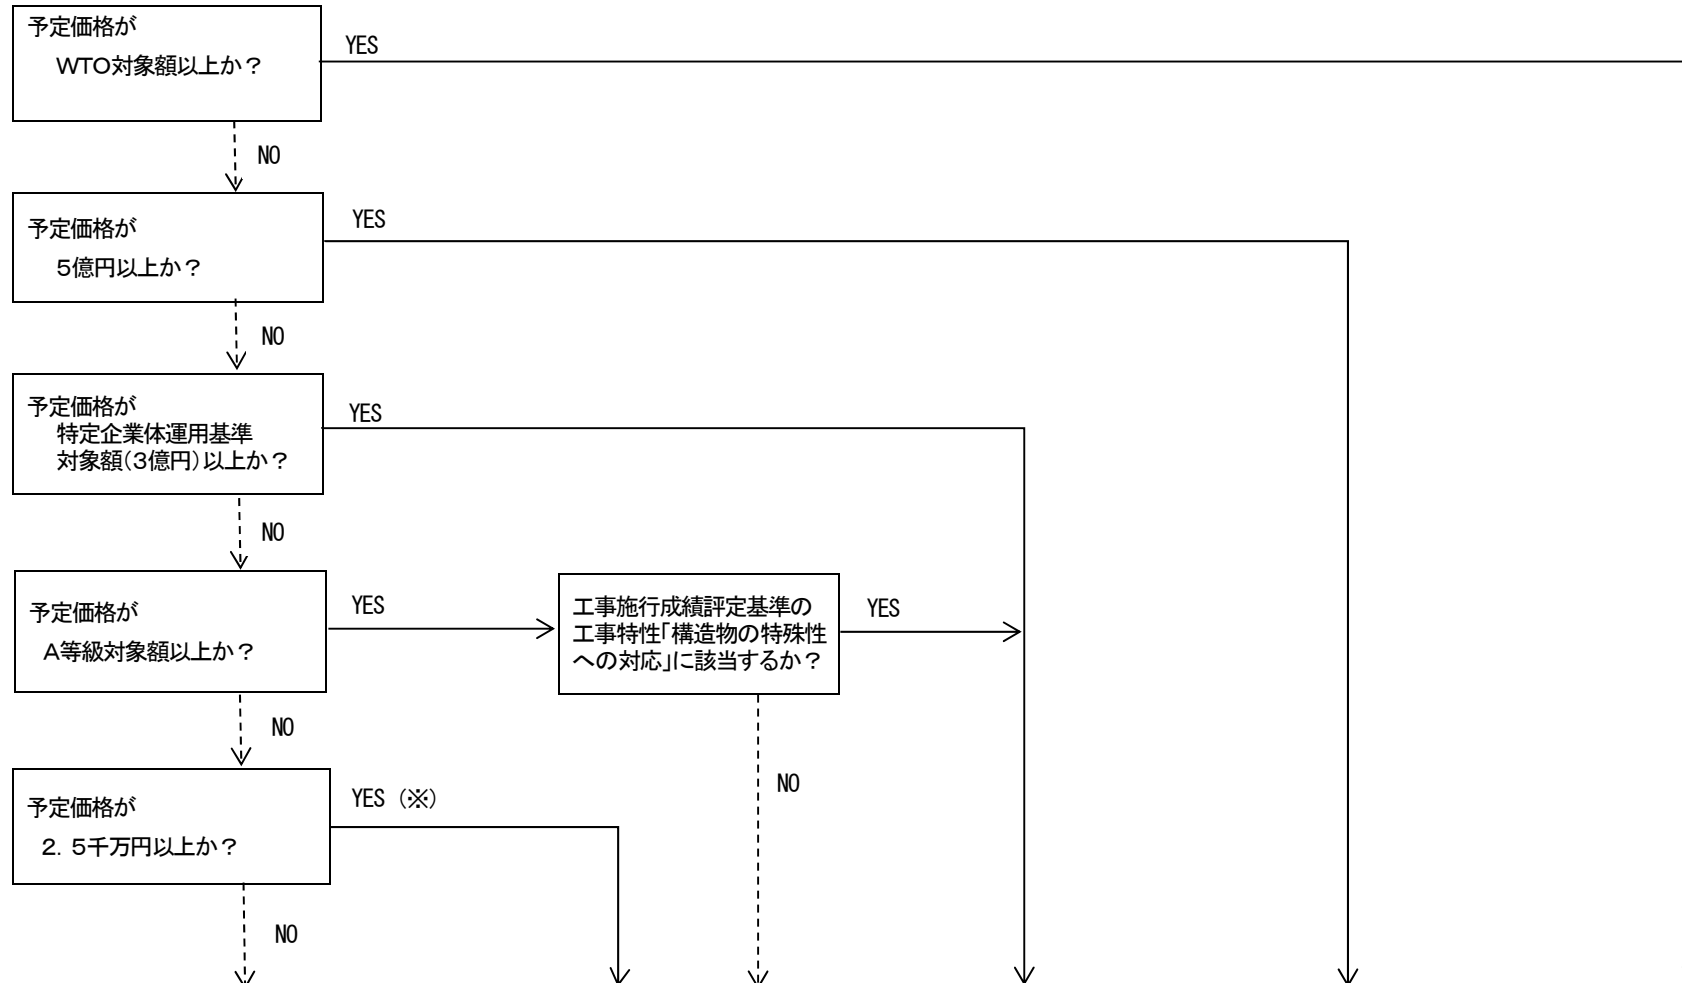 予定価格が
WTO対象額以上か?
YES
NO
予定価格が
5億円以上か?
YES
NO
予定価格が
特定企業体運用基準
対象額(3億円)以上か?
YES
NO
予定価格が
A等級対象額以上か?
YES
工事施行成績評定基準の
工事特性「構造物の特殊性
への対応」に該当するか?
YES
NO
NO
予定価格が
2.5千万円以上か?
YES (※)
NO